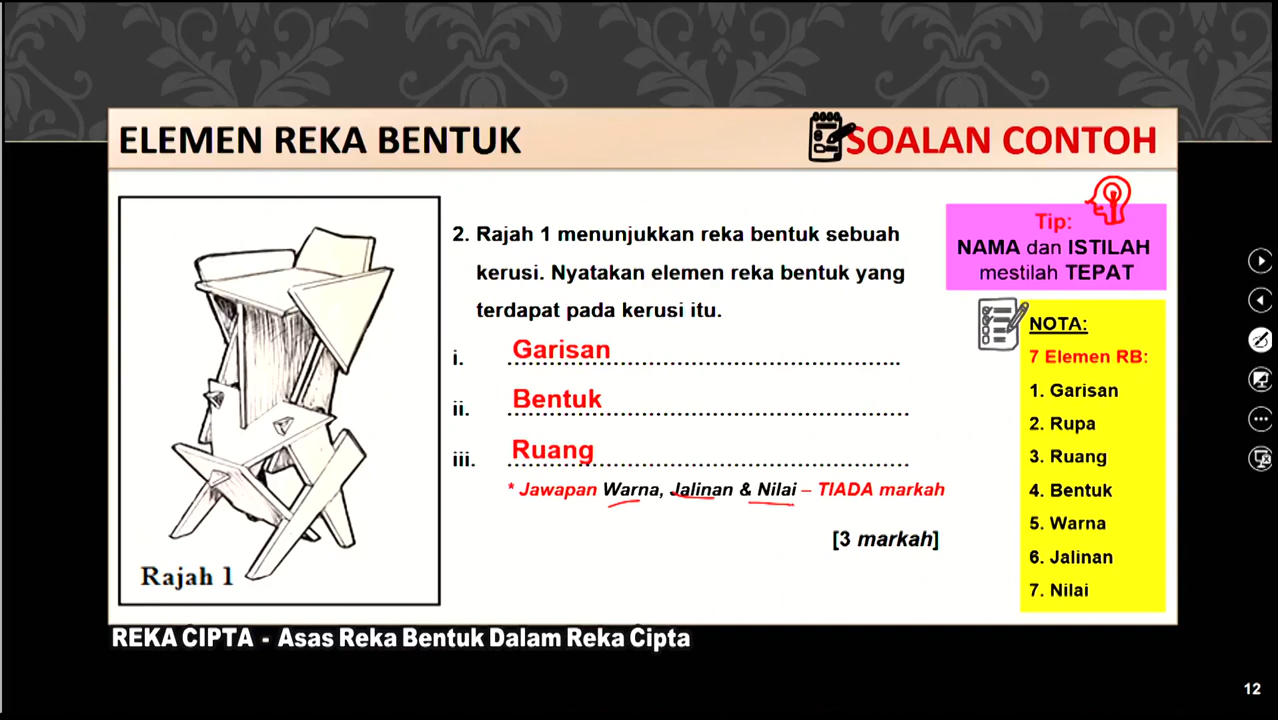 ELEMEN REKA BENTUK
SOALAN CONTOH
Rajah 1
2. Rajah 1 menunjukkan reka bentuk sebuah
kerusi. Nyatakan elemen reka bentuk yang
terdapat pada kerusi itu.
i. Garisan
ii. Bentuk
iii. Ruang
* Jawapan Warna, Jalinan & Nilai – TIADA markah
[3 markah]
Tip:
NAMA dan ISTILAH
mestilah TEPAT
NOTA:
7 Elemen RB:
1. Garisan
2. Rupa
3. Ruang
4. Bentuk
5. Warna
6. Jalinan
7. Nilai
REKA CIPTA - Asas Reka Bentuk Dalam Reka Cipta
12